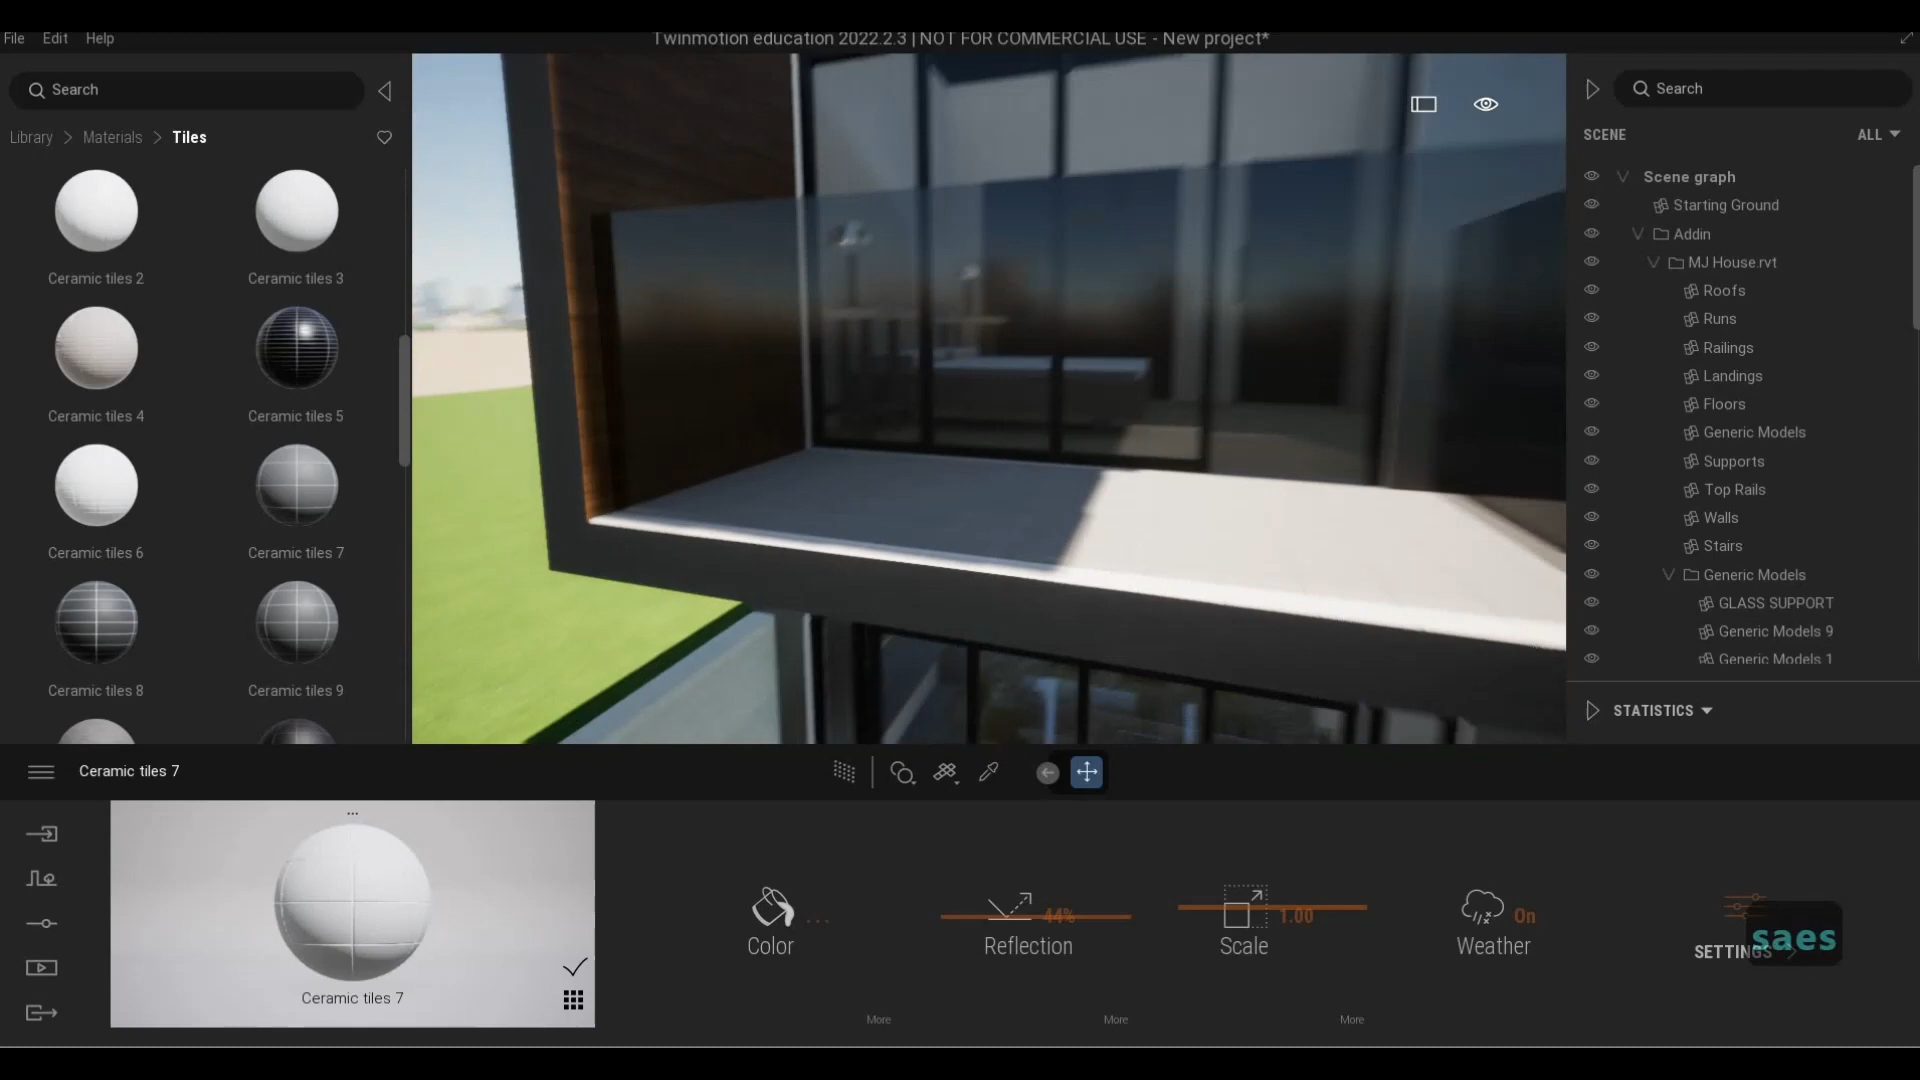 File Edit Help
Twinmotion education 2022.2.3 | NOT FOR COMMERCIAL USE - New project*
Search
Library Materials Tiles
Ceramic tiles 2 Ceramic tiles 3
Ceramic tiles 4 Ceramic tiles 5
Ceramic tiles 6 Ceramic tiles 7
Ceramic tiles 8 Ceramic tiles 9
Search
SCENE ALL
Scene graph
Starting Ground
Addin
MJ House.rvt
Roofs
Runs
Railings
Landings
Floors
Generic Models
Supports
Top Rails
Walls
Stairs
Generic Models
GLASS SUPPORT
Generic Models 9
Generic Models 1
STATISTICS
Ceramic tiles 7
...
Ceramic tiles 7
Color ...
Reflection 44%
Scale 1.00
Weather On
SETTINGS
saes
More More More